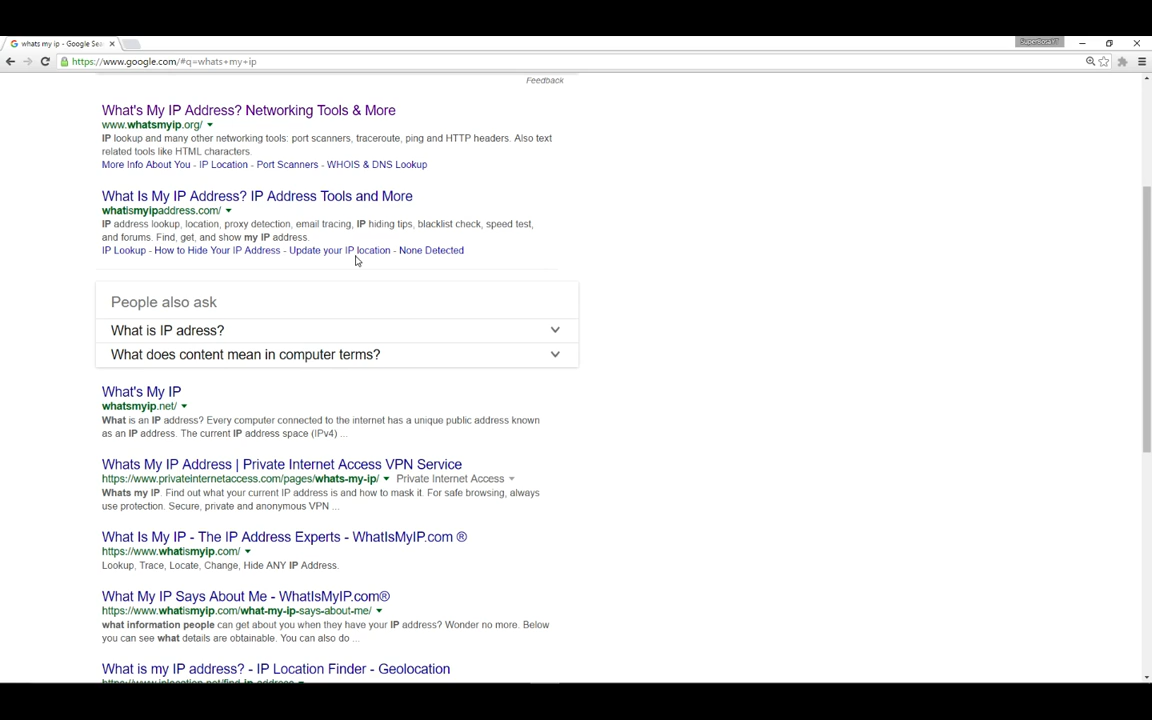 whats my ip - Google Sea
https://www.google.com/#q=whats+my+ip
Feedback
What's My IP Address? Networking Tools & More
www.whatsmyip.org/
IP lookup and many other networking tools: port scanners, traceroute, ping and HTTP headers. Also text
related tools like HTML characters.
More Info About You - IP Location - Port Scanners - WHOIS & DNS Lookup
What Is My IP Address? IP Address Tools and More
whatismyipaddress.com/
IP address lookup, location, proxy detection, email tracing, IP hiding tips, blacklist check, speed test,
and forums. Find, get, and show my IP address.
IP Lookup - How to Hide Your IP Address - Update your IP location - None Detected
People also ask
What is IP adress?
What does content mean in computer terms?
What's My IP
whatsmyip.net/
What is an IP address? Every computer connected to the internet has a unique public address known
as an IP address. The current IP address space (IPv4) ...
Whats My IP Address | Private Internet Access VPN Service
https://www.privateinternetaccess.com/pages/whats-my-ip/ Private Internet Access
Whats my IP. Find out what your current IP address is and how to mask it. For safe browsing, always
use protection. Secure, private and anonymous VPN ...
What Is My IP - The IP Address Experts - WhatIsMyIP.com ®
https://www.whatismyip.com/
Lookup, Trace, Locate, Change, Hide ANY IP Address.
What My IP Says About Me - WhatIsMyIP.com®
https://www.whatismyip.com/what-my-ip-says-about-me/
what information people can get about you when they have your IP address? Wonder no more. Below
you can see what details are obtainable. You can also do ...
What is my IP address? - IP Location Finder - Geolocation
https://www.iplocation.net/find-ip-address